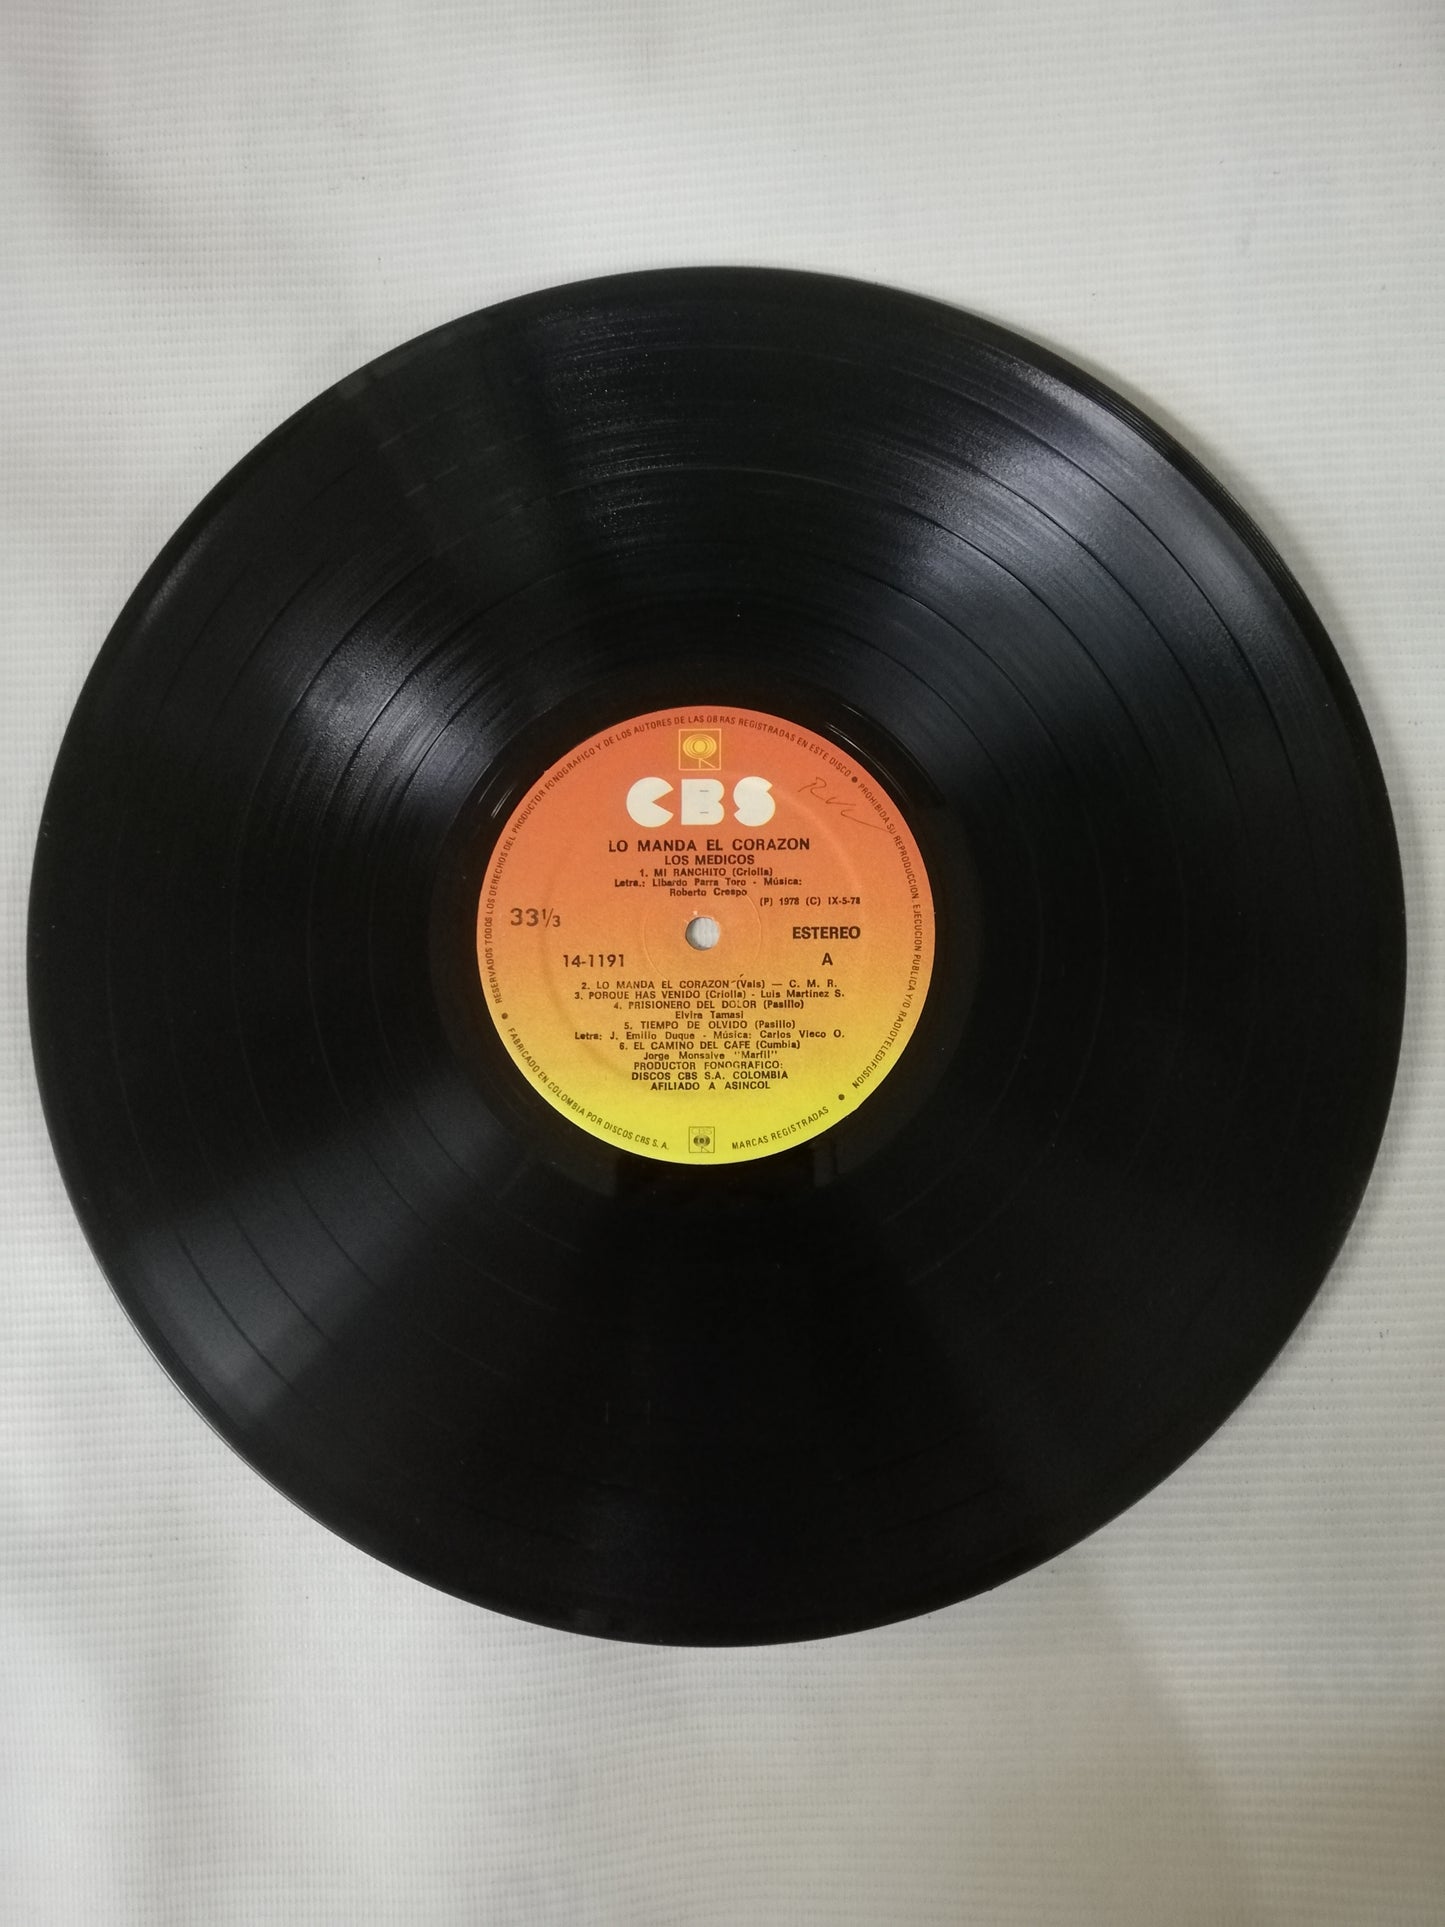 RESERVADOS TODOS LOS DERECHOS DEL PRODUCTOR FONOGRAFICO Y DE LOS AUTORES DE LAS OBRAS REGISTRADAS EN ESTE DISCO • PROHIBIDA SU REPRODUCCION, EJECUCION PUBLICA Y/O RADIOTELEDIFUSION
CBS
LO MANDA EL CORAZON
LOS MEDICOS
1. MI RANCHITO (Criolla)
Letra.: Libardo Parra Toro - Música:
Roberto Crespo
(P) 1978 (C) IX-5-78
33 1/3
ESTEREO
14-1191 A
2. LO MANDA EL CORAZON (Vals) — C. M. R.
3. PORQUE HAS VENIDO (Criolla) - Luis Martínez S.
4. PRISIONERO DEL DOLOR (Pasillo)
Elvira Tamasi
5. TIEMPO DE OLVIDO (Pasillo)
Letra: J. Emilio Duque - Música: Carlos Vieco O.
6. EL CAMINO DEL CAFE (Cumbia)
Jorge Monsalve "Marfil"
PRODUCTOR FONOGRAFICO:
DISCOS CBS S.A. COLOMBIA
AFILIADO A ASINCOL
• FABRICADO EN COLOMBIA POR DISCOS CBS S. A.
CBS
MARCAS REGISTRADAS •